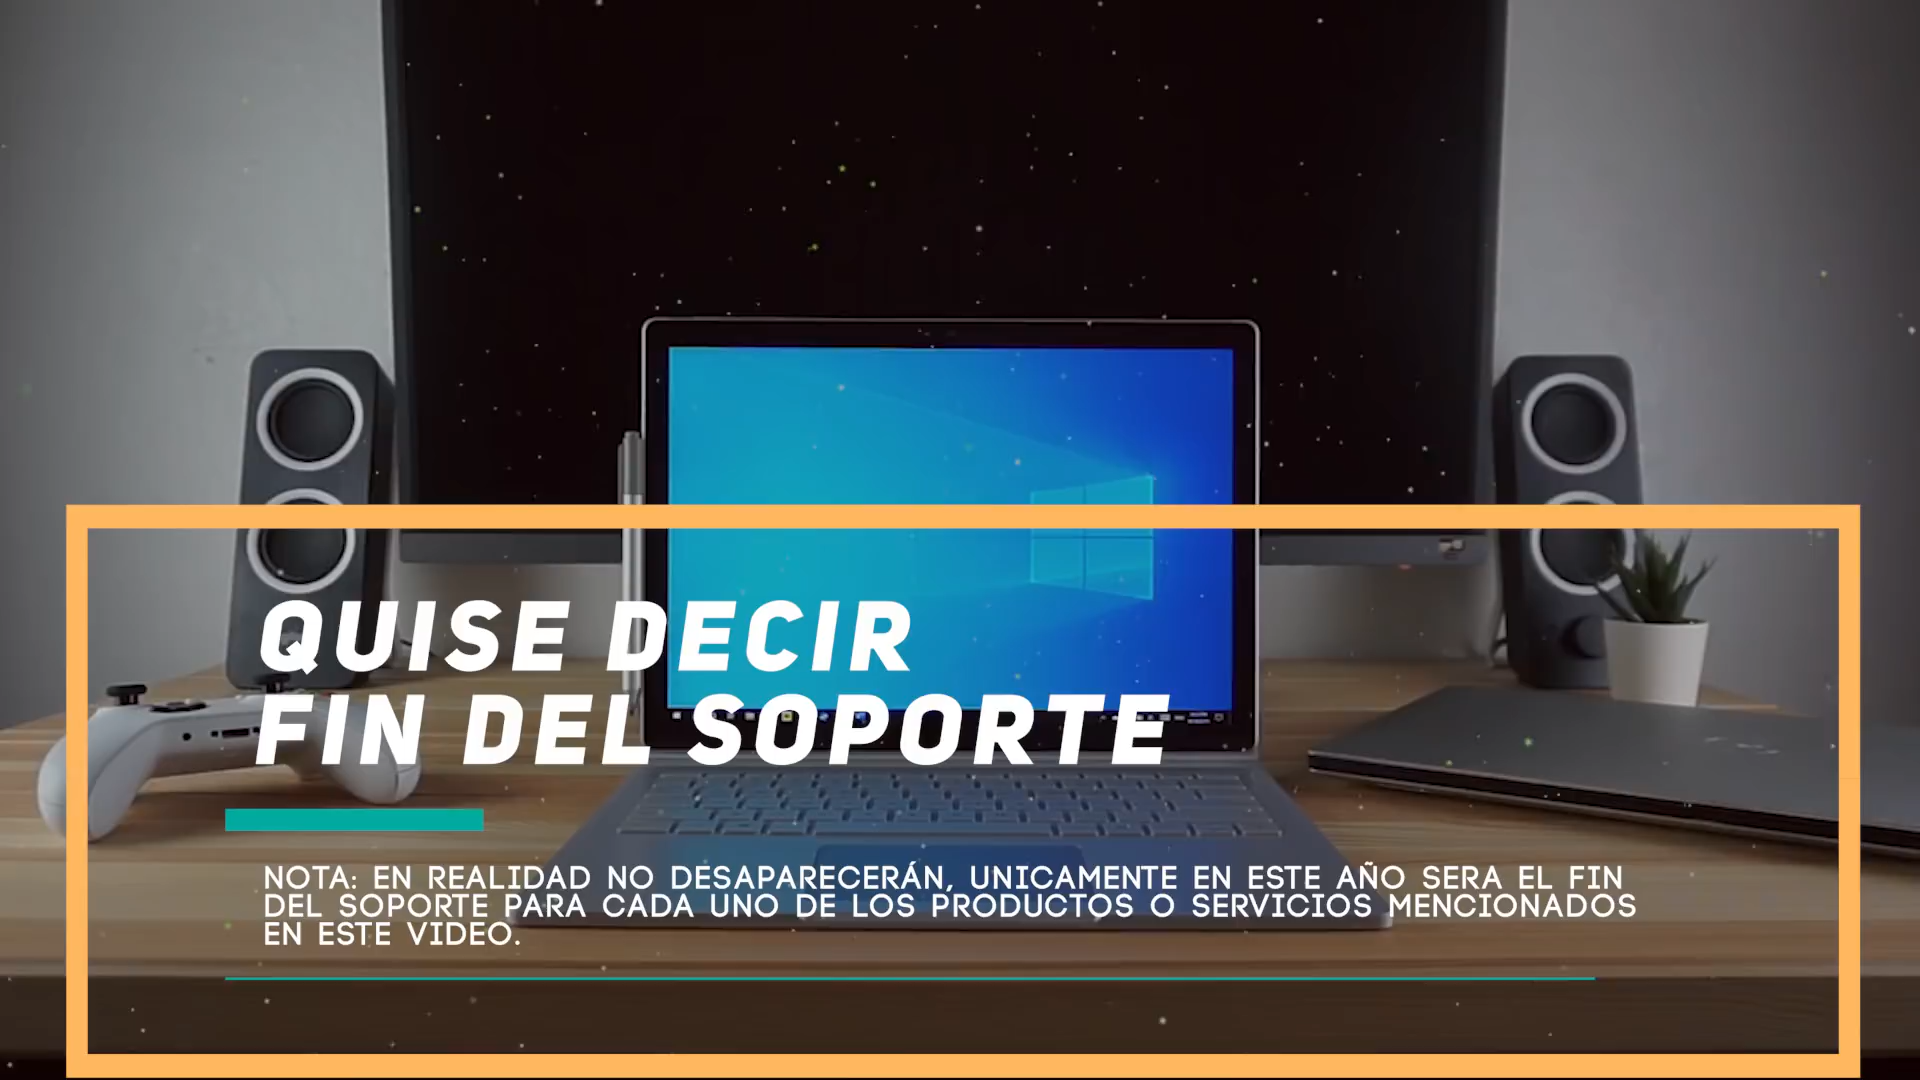 QUISE DECIR
FIN DEL SOPORTE
NOTA: EN REALIDAD NO DESAPARECERÁN, UNICAMENTE EN ESTE AÑO SERA EL FIN
DEL SOPORTE PARA CADA UNO DE LOS PRODUCTOS O SERVICIOS MENCIONADOS
EN ESTE VIDEO.